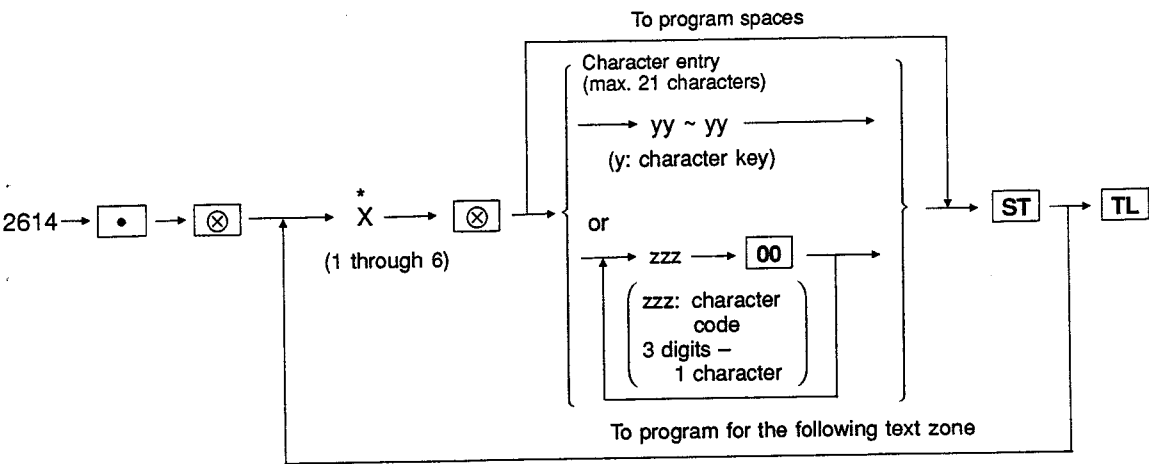 To program spaces
Character entry
(max. 21 characters)
yy ~ yy
(y: character key)
2614
•
⊗
*
X
⊗
(1 through 6)
or
zzz
00
zzz: character
code
3 digits –
1 character
ST
TL
To program for the following text zone